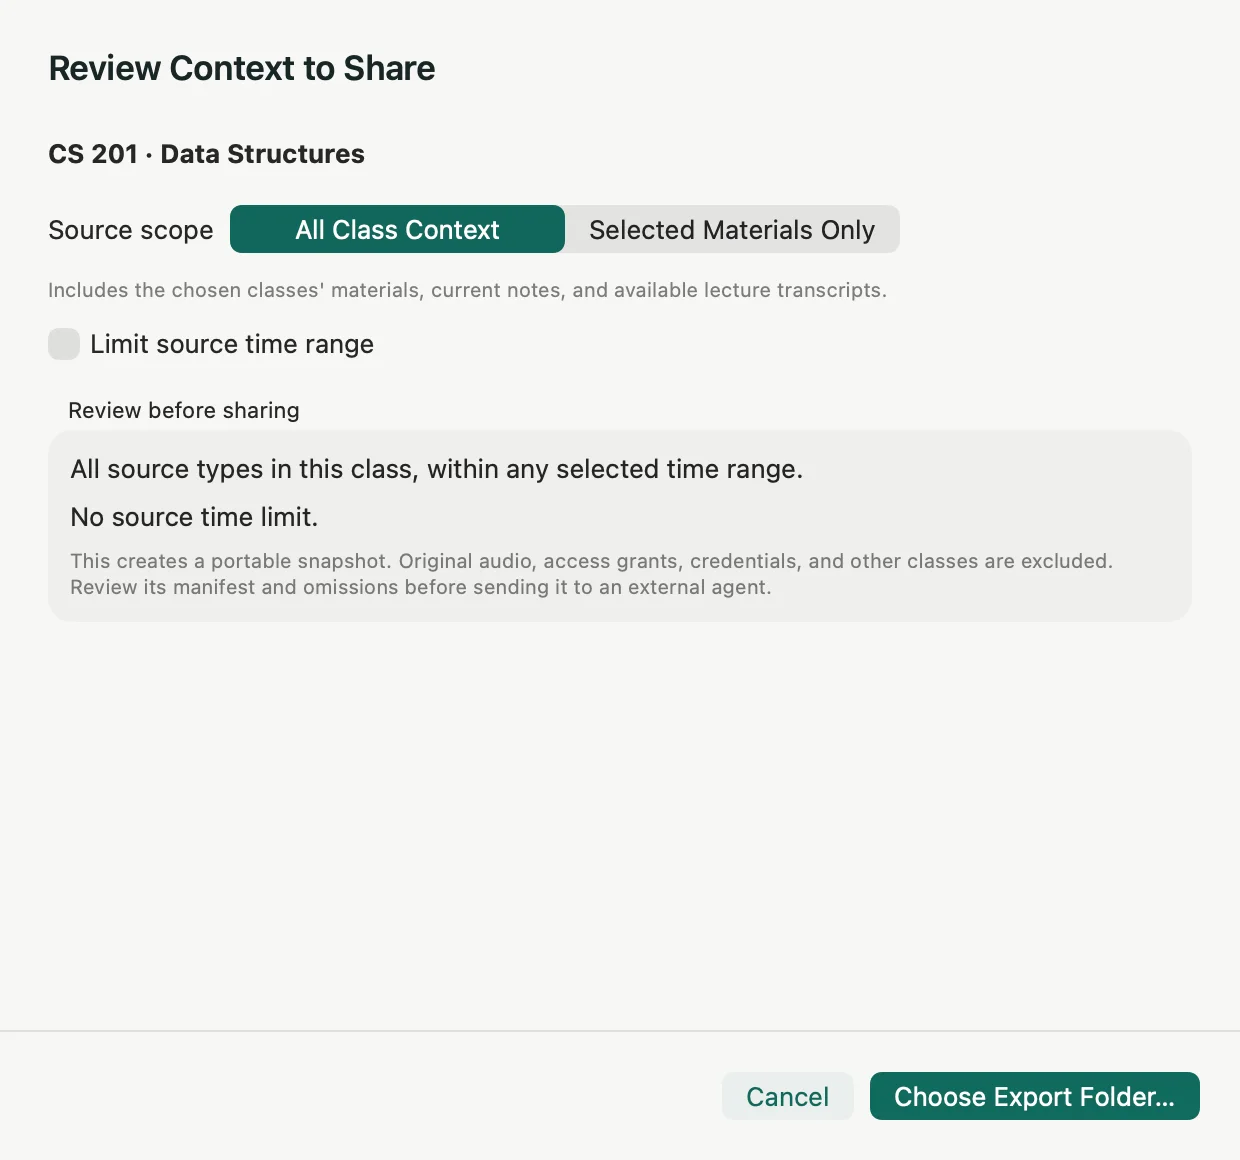 Review Context to Share
CS 201 · Data Structures
Source scope
All Class Context
Selected Materials Only
Includes the chosen classes' materials, current notes, and available lecture transcripts.
Limit source time range
Review before sharing
All source types in this class, within any selected time range.
No source time limit.
This creates a portable snapshot. Original audio, access grants, credentials, and other classes are excluded.
Review its manifest and omissions before sending it to an external agent.
Cancel
Choose Export Folder...